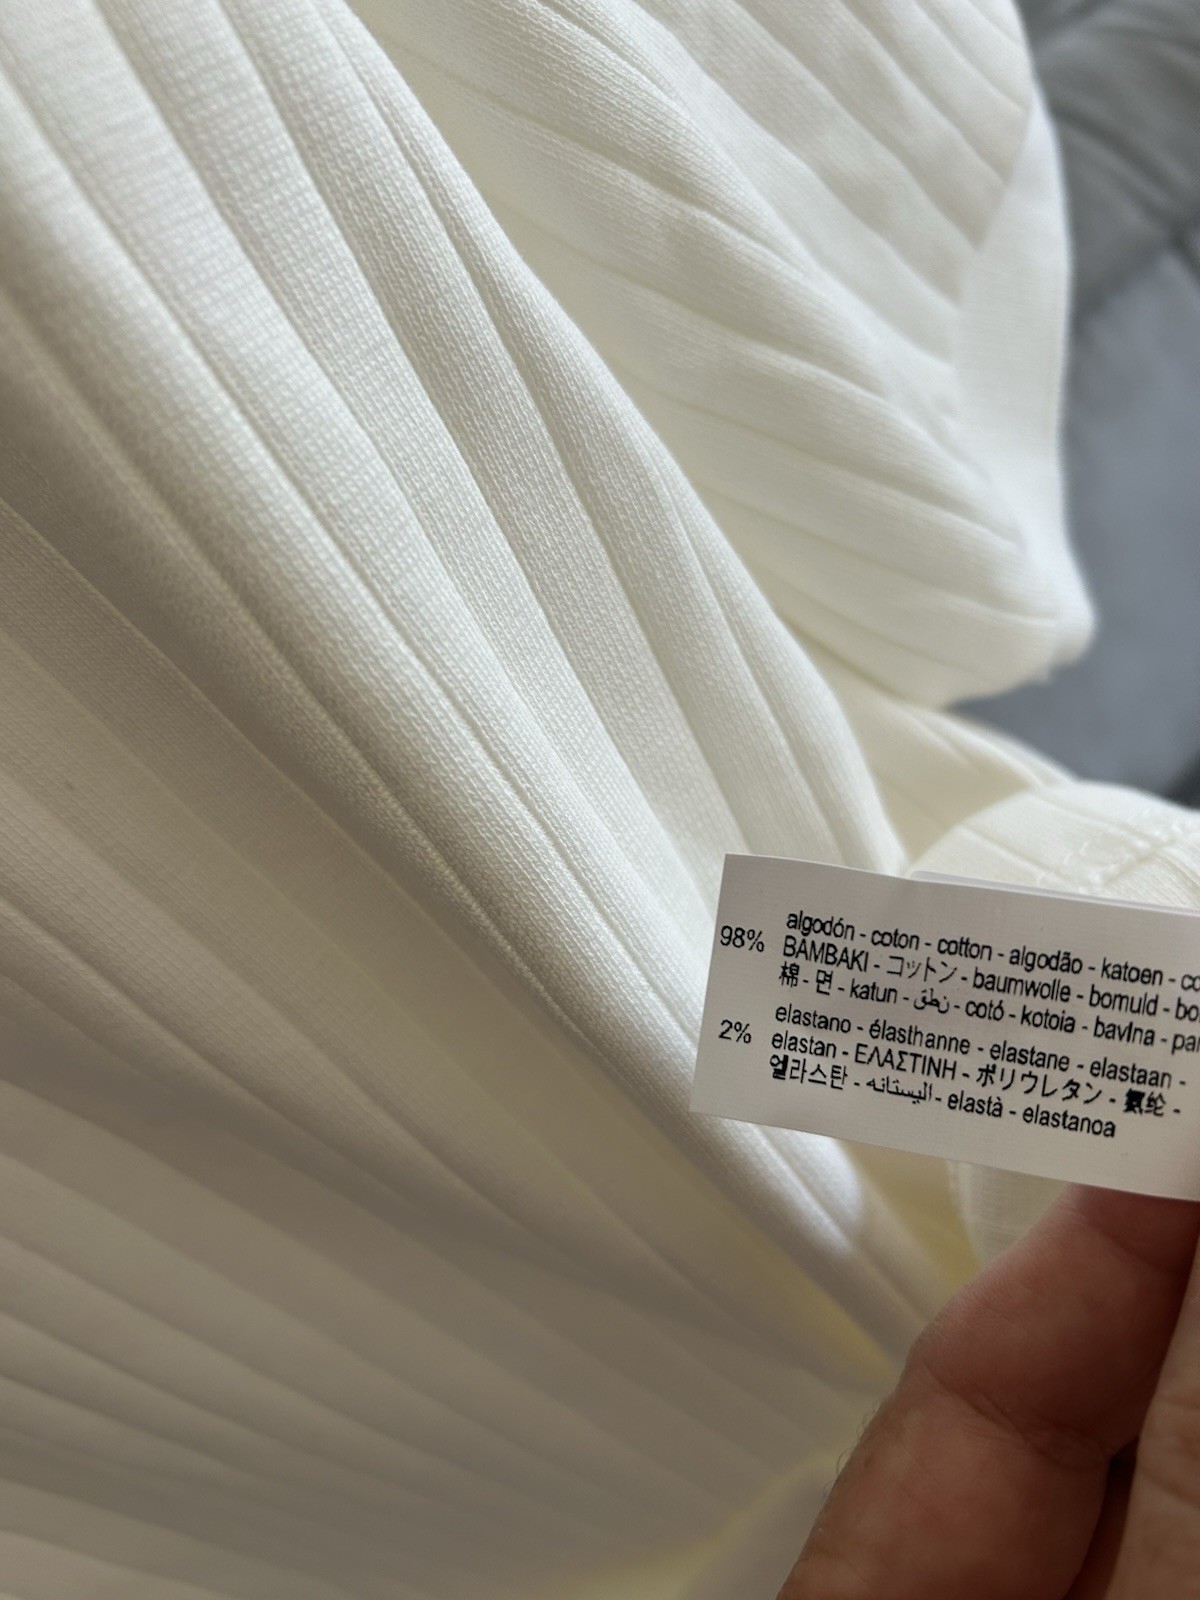 98% algodón - coton - cotton - algodão - katoen -
BAMBAKI - コットン - baumwolle - bomuld -
棉 - 면 - katun - قطن - cotó - kotoia - bavlna -
2% elastano - élasthanne - elastane - elastaan -
elastan - ΕΛΑΣΤΙΝΗ - ポリウレタン - 氨纶 -
엘라스탄 - اليستانه - elastà - elastanoa